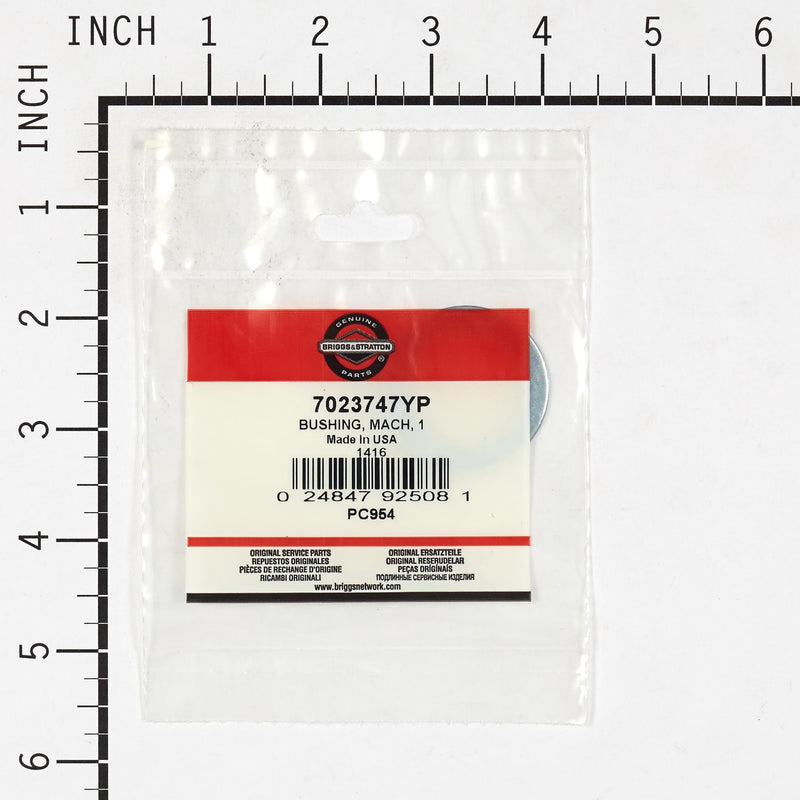 INCH 1 2 3 4 5 6
INCH
1
2
3
4
5
6
GENUINE
BRIGGS&STRATTON
®
PARTS
7023747YP
BUSHING, MACH, 1
Made In USA
1416
0 24847 92508 1
PC954
ORIGINAL SERVICE PARTS
REPUESTOS ORIGINALES
PIÈCES DE RECHANGE D'ORIGINE
RICAMBI ORIGINALI
ORIGINAL ERSATZTEILE
ORIGINAL RESERUDELAR
PEÇAS ORIGÍNAIS
ПОДЛИННЫЕ СЕРВИСНЫЕ ИЗДЕЛИЯ
www.briggsnetwork.com